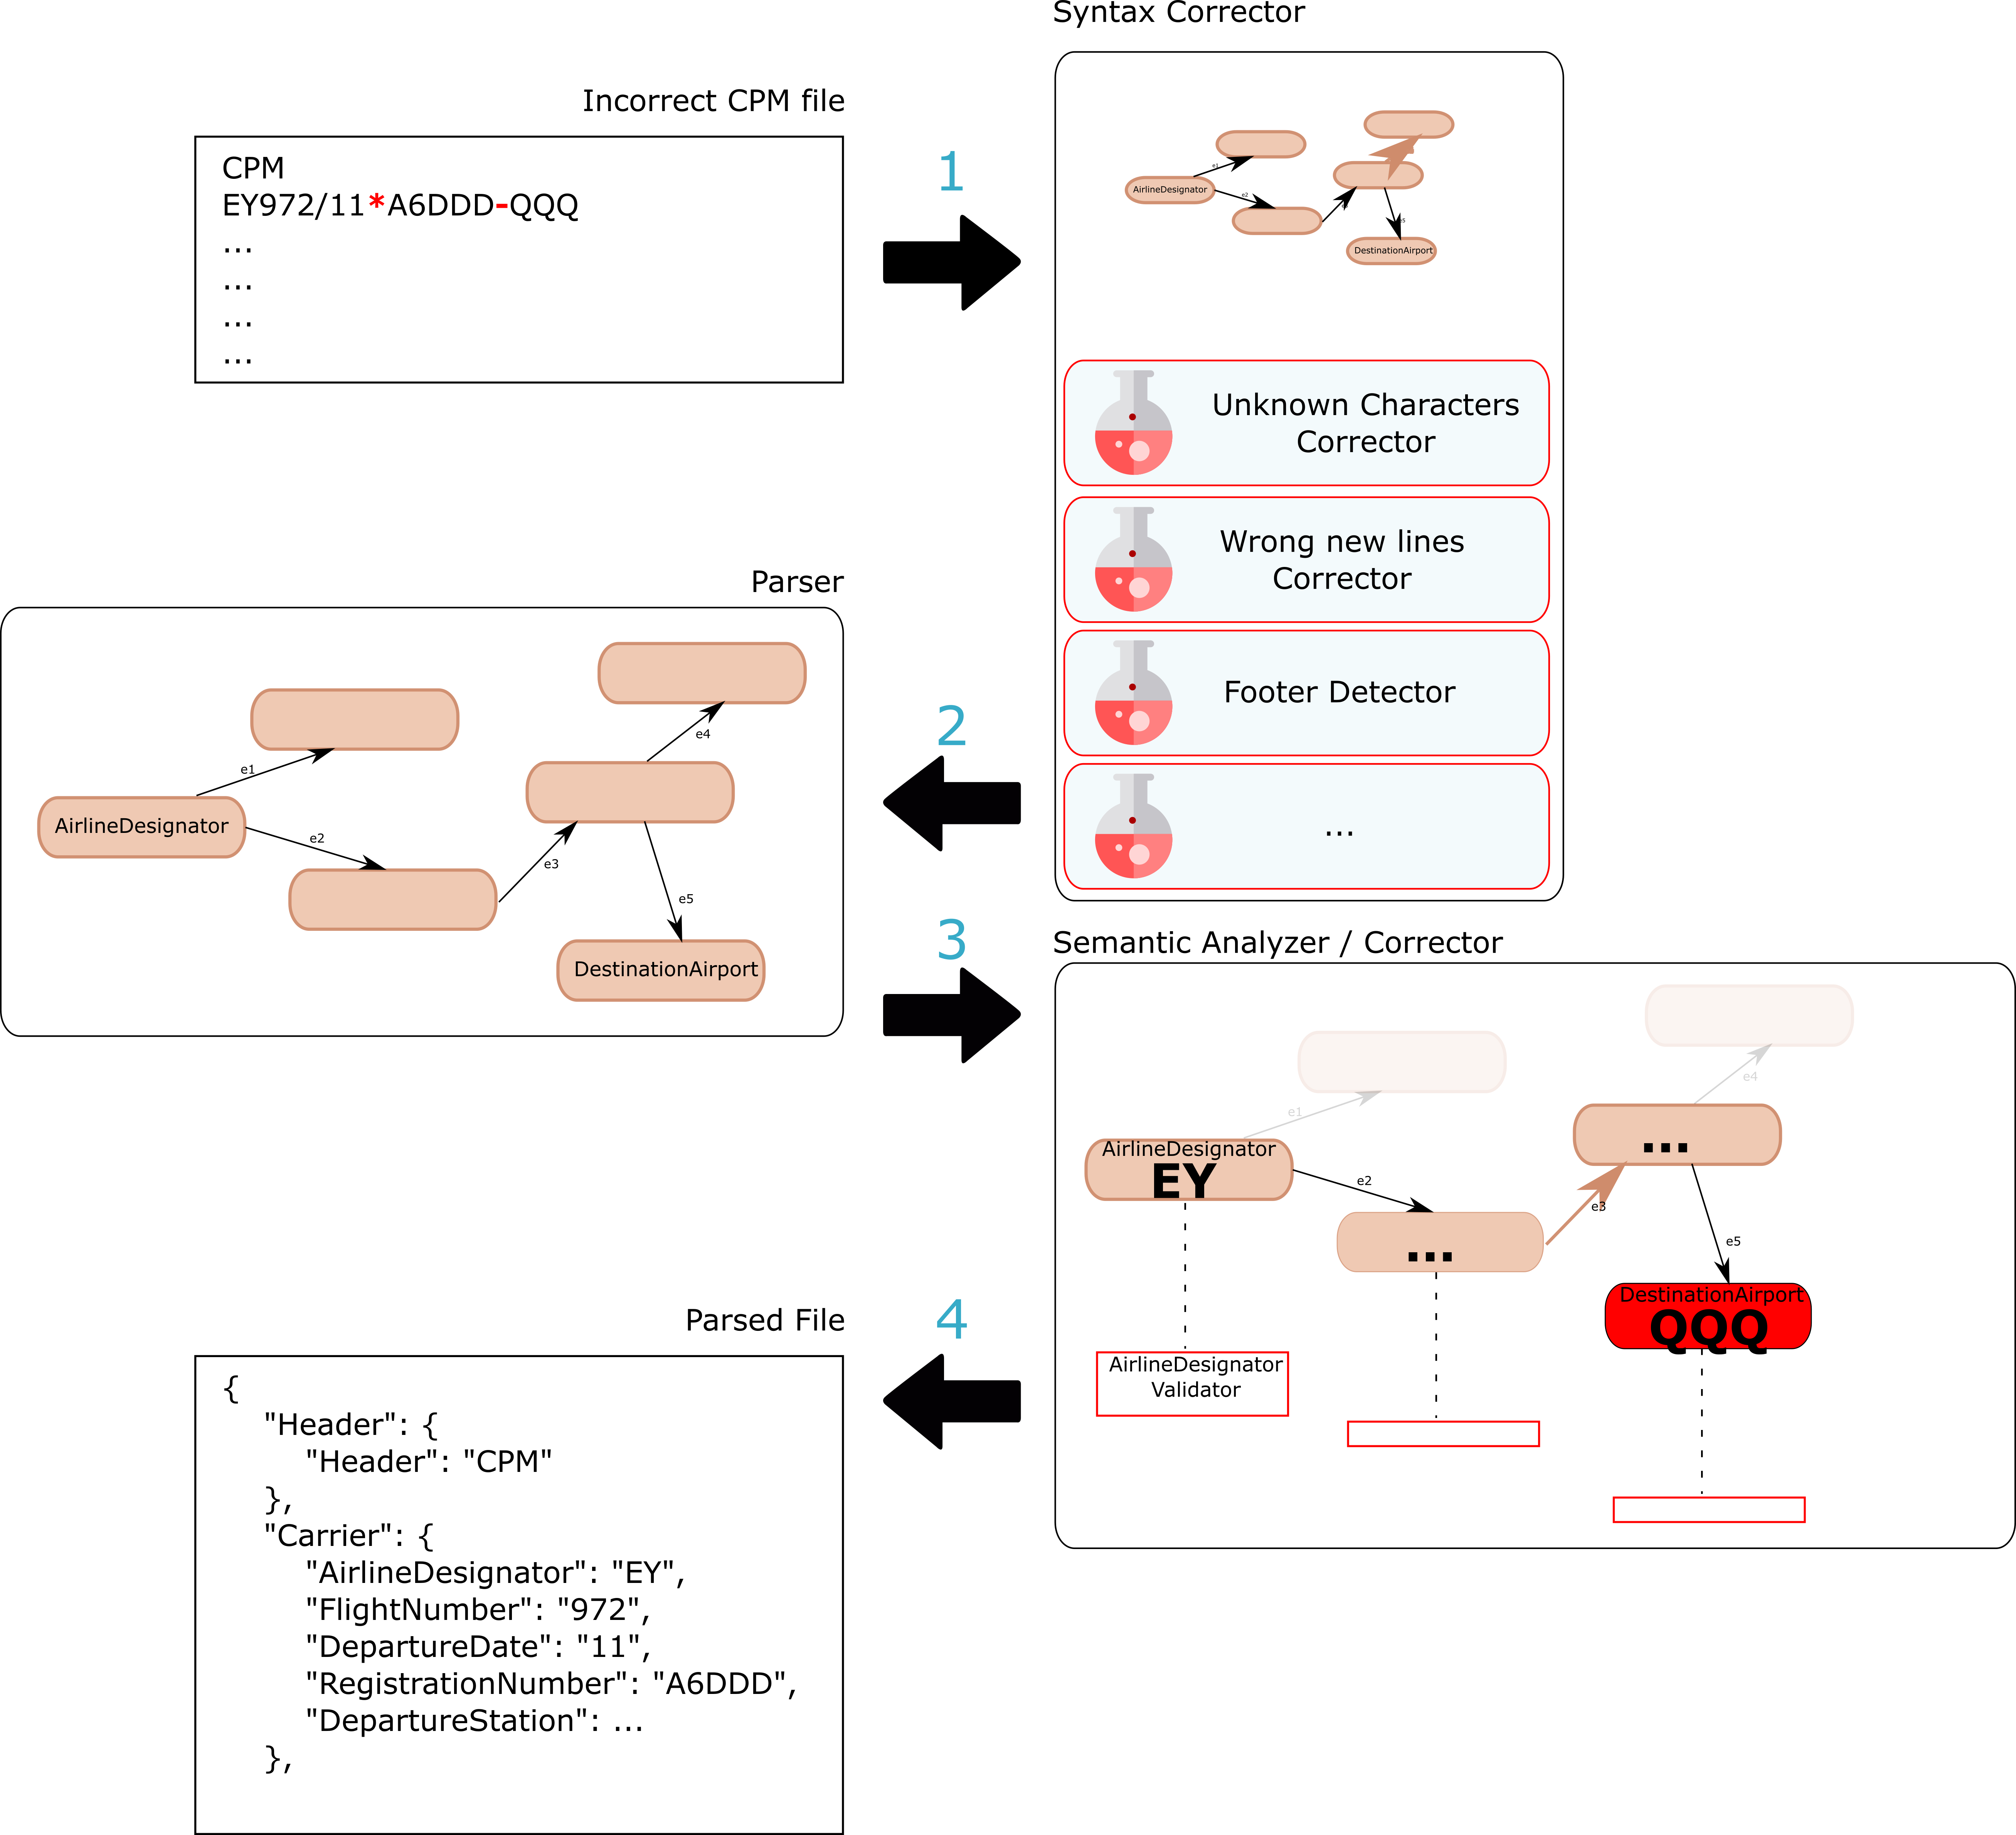 Syntax Corrector
Incorrect CPM file
CPM
EY972/11*A6DDD-QQQ
...
...
...
...
1
e1
AirlineDesignator
e2
e5
DestinationAirport
Unknown Characters
Corrector
Wrong new lines
Corrector
Footer Detector
...
Parser
e4
e1
AirlineDesignator
e2
e3
e5
DestinationAirport
2
3
Semantic Analyzer / Corrector
e4
e1
...
AirlineDesignator
EY
e2
e3
...
e5
DestinationAirport
QQQ
AirlineDesignator
Validator
4
Parsed File
{
"Header": {
"Header": "CPM"
},
"Carrier": {
"AirlineDesignator": "EY",
"FlightNumber": "972",
"DepartureDate": "11",
"RegistrationNumber": "A6DDD",
"DepartureStation": ...
},